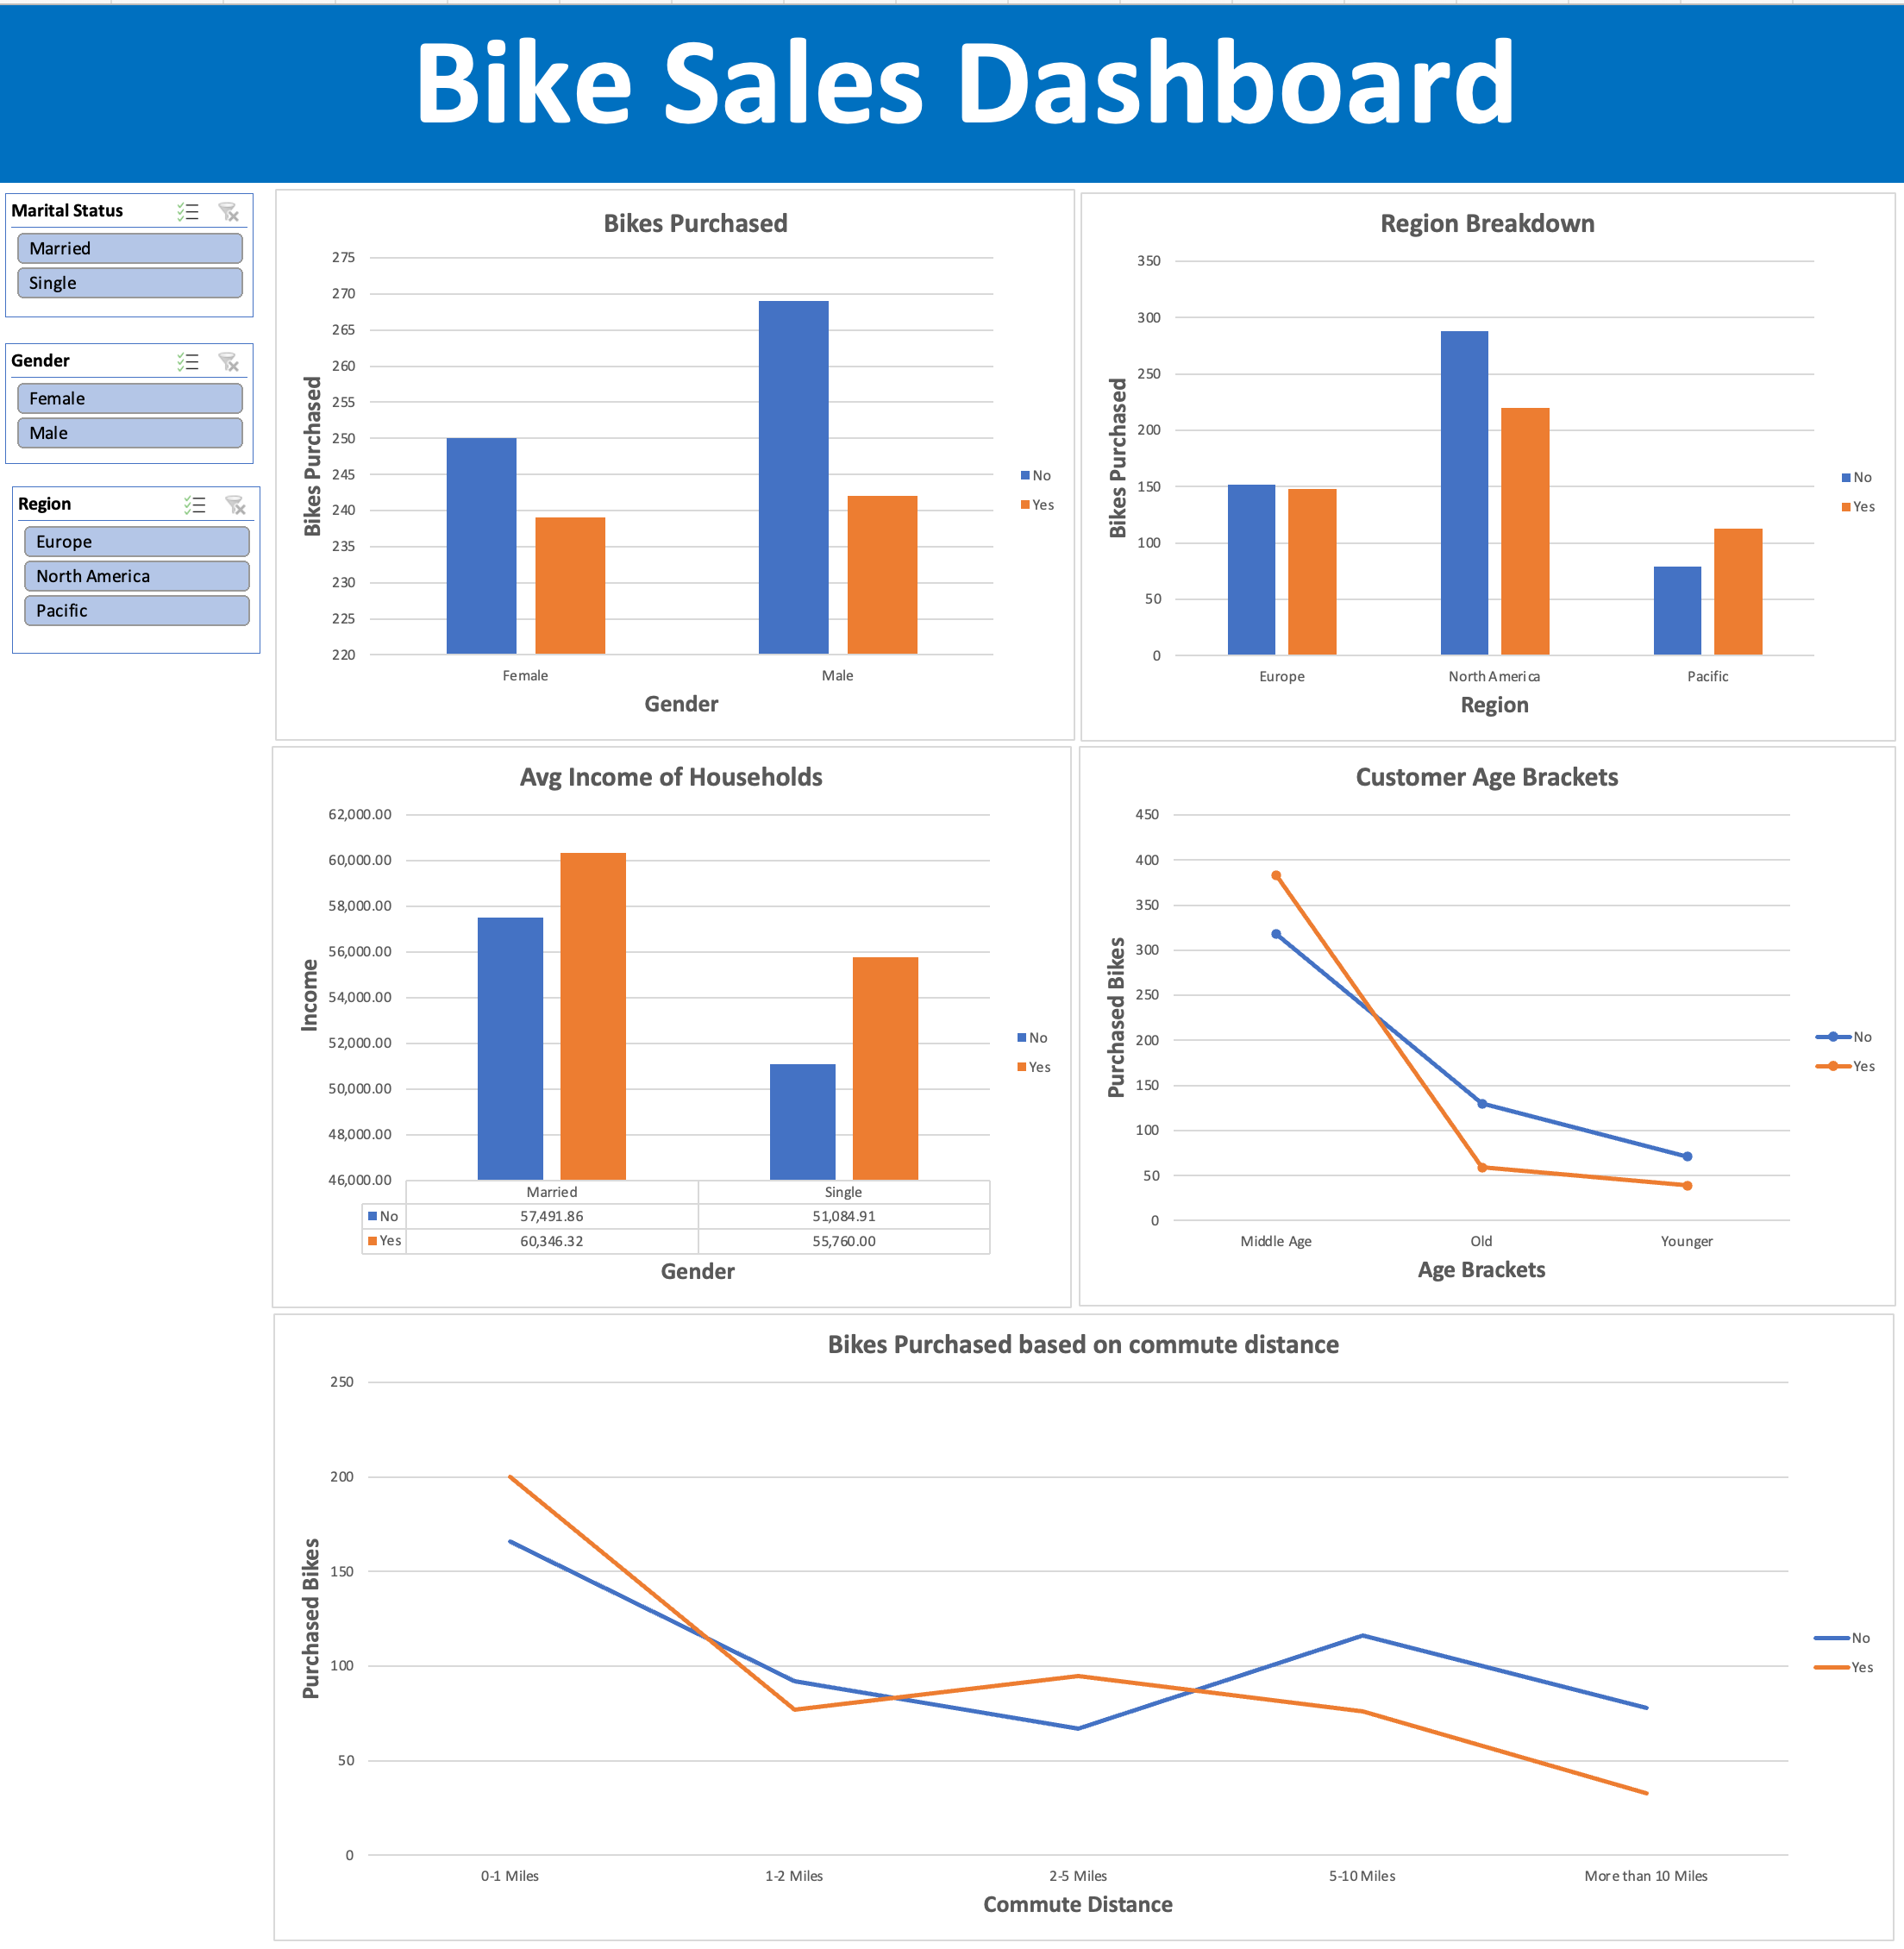 Bike Sales Dashboard
Marital Status
Married
Single
Gender
Female
Male
Region
Europe
North America
Pacific
Bikes Purchased
275
270
265
260
255
250
245
240
235
230
225
220
Bikes Purchased
No
Yes
Female
Male
Gender
Region Breakdown
350
300
250
200
150
100
50
0
Bikes Purchased
No
Yes
Europe
North America
Pacific
Region
Avg Income of Households
62,000.00
60,000.00
58,000.00
56,000.00
54,000.00
52,000.00
50,000.00
48,000.00
46,000.00
Income
No
Yes
Married Single
No 57,491.86 51,084.91
Yes 60,346.32 55,760.00
Gender
Customer Age Brackets
450
400
350
300
250
200
150
100
50
0
Purchased Bikes
No
Yes
Middle Age
Old
Younger
Age Brackets
Bikes Purchased based on commute distance
250
200
150
100
50
0
Purchased Bikes
No
Yes
0-1 Miles
1-2 Miles
2-5 Miles
5-10 Miles
More than 10 Miles
Commute Distance